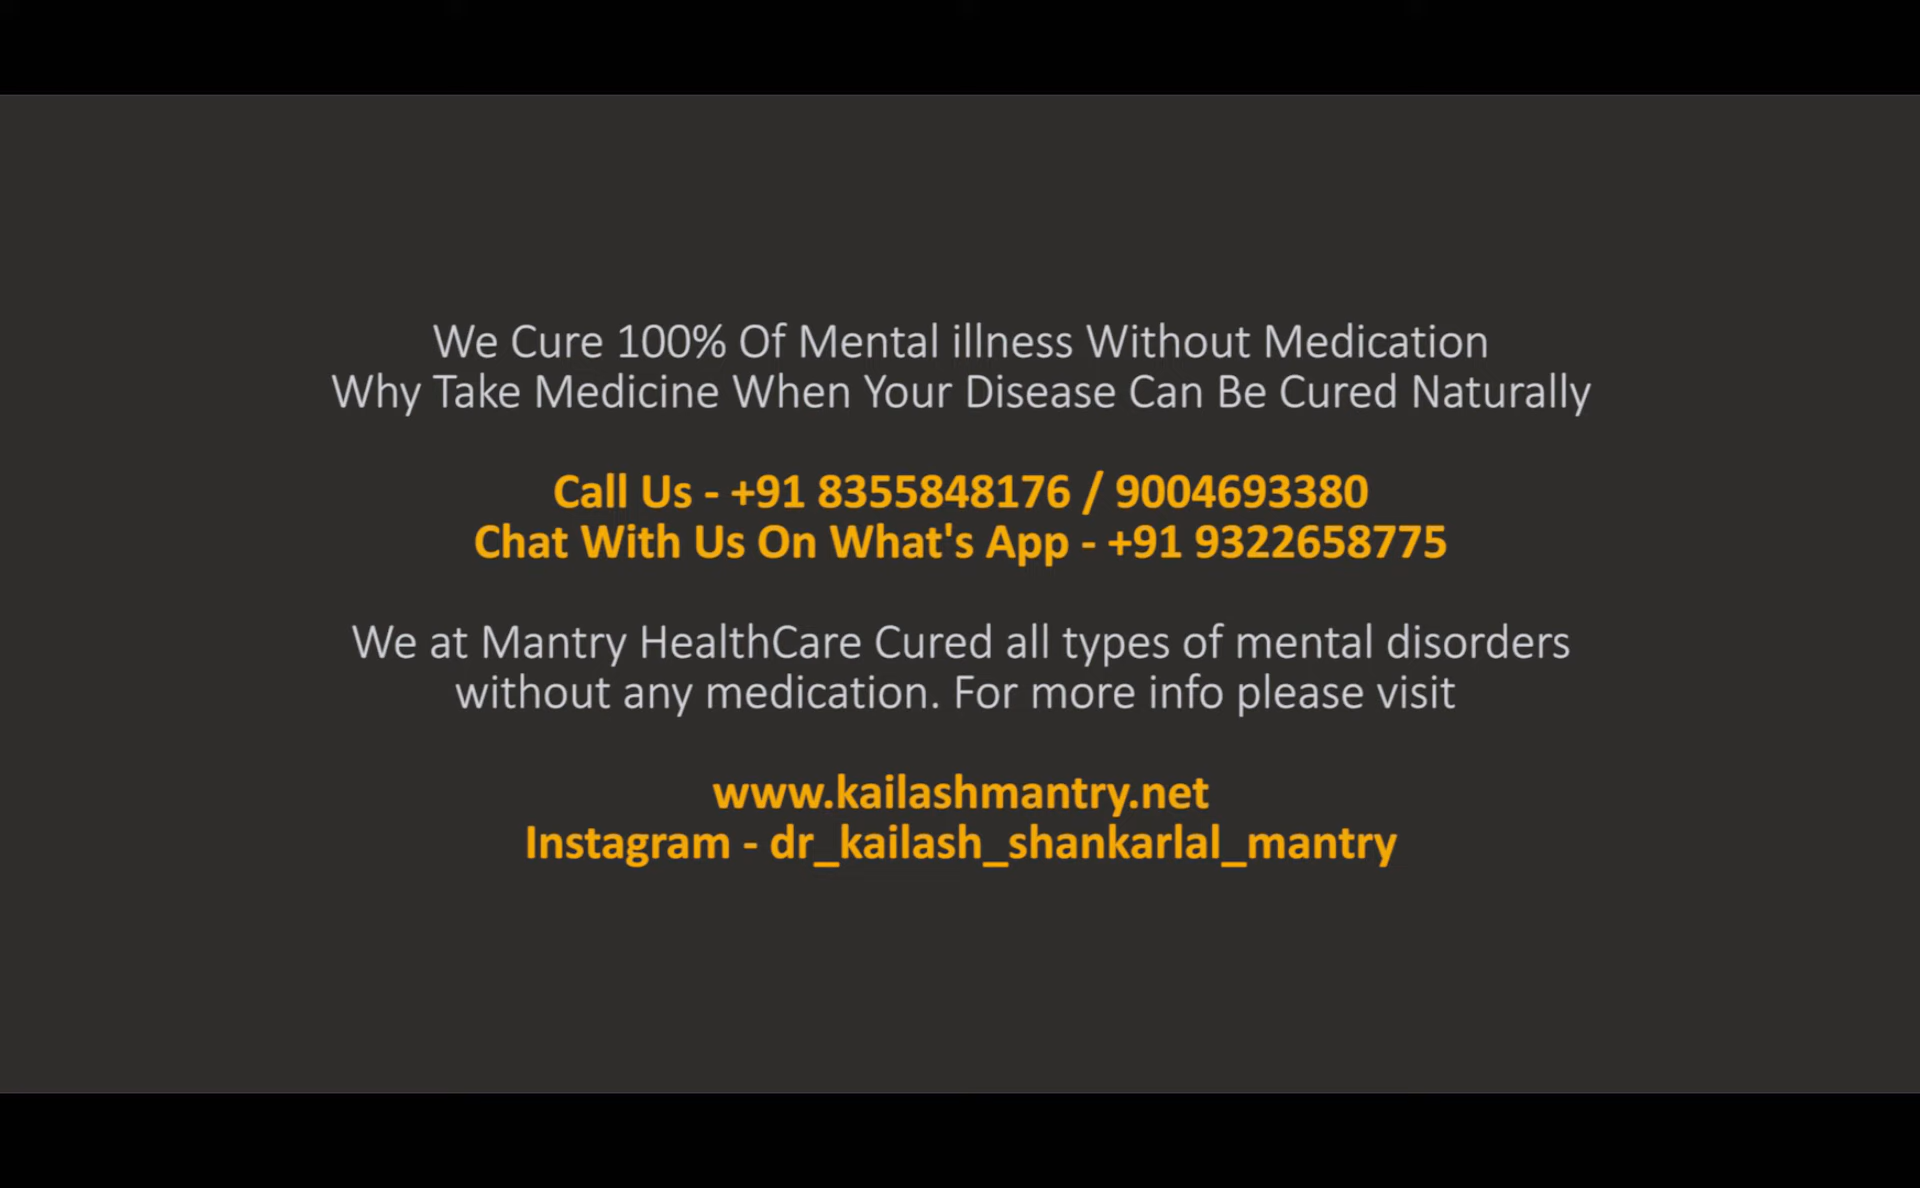 We Cure 100% Of Mental illness Without Medication
Why Take Medicine When Your Disease Can Be Cured Naturally
Call Us - +91 8355848176 / 9004693380
Chat With Us On What's App - +91 9322658775
We at Mantry HealthCare Cured all types of mental disorders
without any medication. For more info please visit
www.kailashmantry.net
Instagram - dr_kailash_shankarlal_mantry